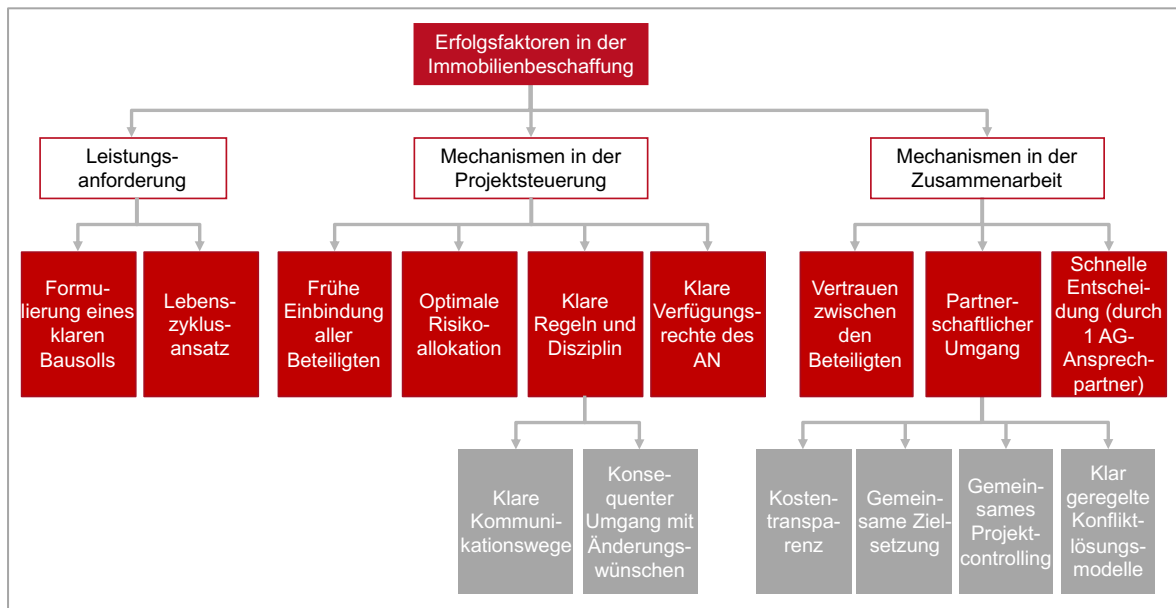 Erfolgsfaktoren in der
Immobilienbeschaffung
Leistungs-
anforderung
Mechanismen in der
Projektsteuerung
Mechanismen in der
Zusammenarbeit
Formu-
lierung eines
klaren
Bausolls
Lebens-
zyklus-
ansatz
Frühe
Einbindung
aller
Beteiligten
Optimale
Risiko-
allokation
Klare
Regeln und
Disziplin
Klare
Verfügungs-
rechte des
AN
Vertrauen
zwischen
den
Beteiligten
Partner-
schaftlicher
Umgang
Schnelle
Entschei-
dung (durch
1 AG-
Ansprech-
partner)
Klare
Kommuni-
kationswege
Konse-
quenter
Umgang mit
Änderungs-
wünschen
Kosten-
transpa-
renz
Gemein-
same Ziel-
setzung
Gemein-
sames
Projekt-
controlling
Klar
geregelte
Konflikt-
lösungs-
modelle